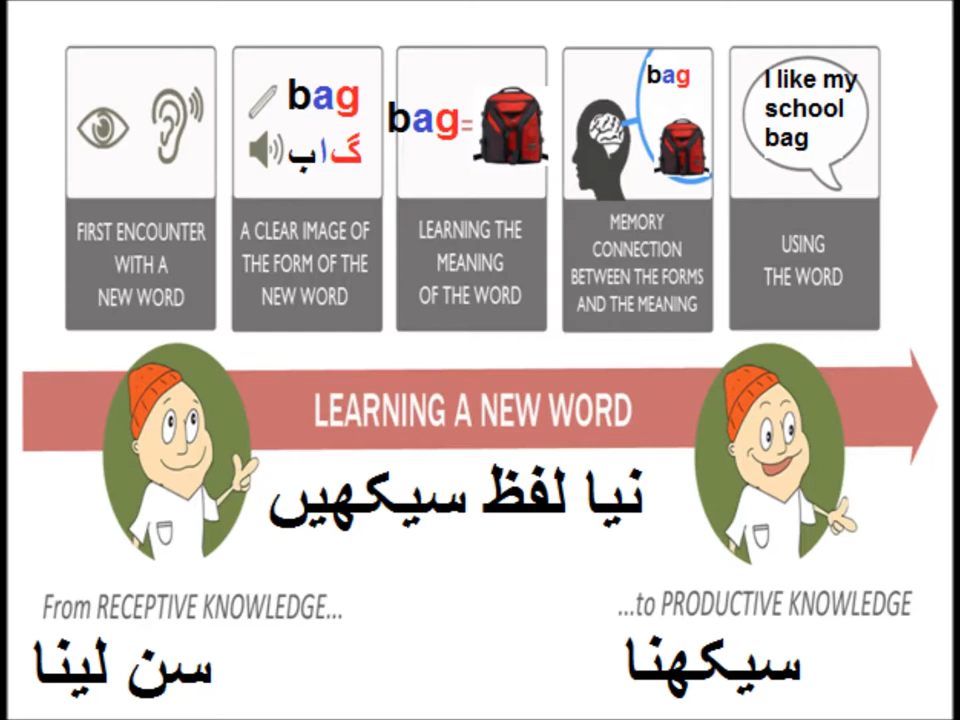 bag
گاب
bag=
bag
I like my
school
bag
FIRST ENCOUNTER
WITH A
NEW WORD
A CLEAR IMAGE OF
THE FORM OF THE
NEW WORD
LEARNING THE
MEANING
OF THE WORD
MEMORY
CONNECTION
BETWEEN THE FORMS
AND THE MEANING
USING
THE WORD
LEARNING A NEW WORD
نیا لفظ سیکھیں
From RECEPTIVE KNOWLEDGE...
...to PRODUCTIVE KNOWLEDGE
سن لینا
سیکھنا